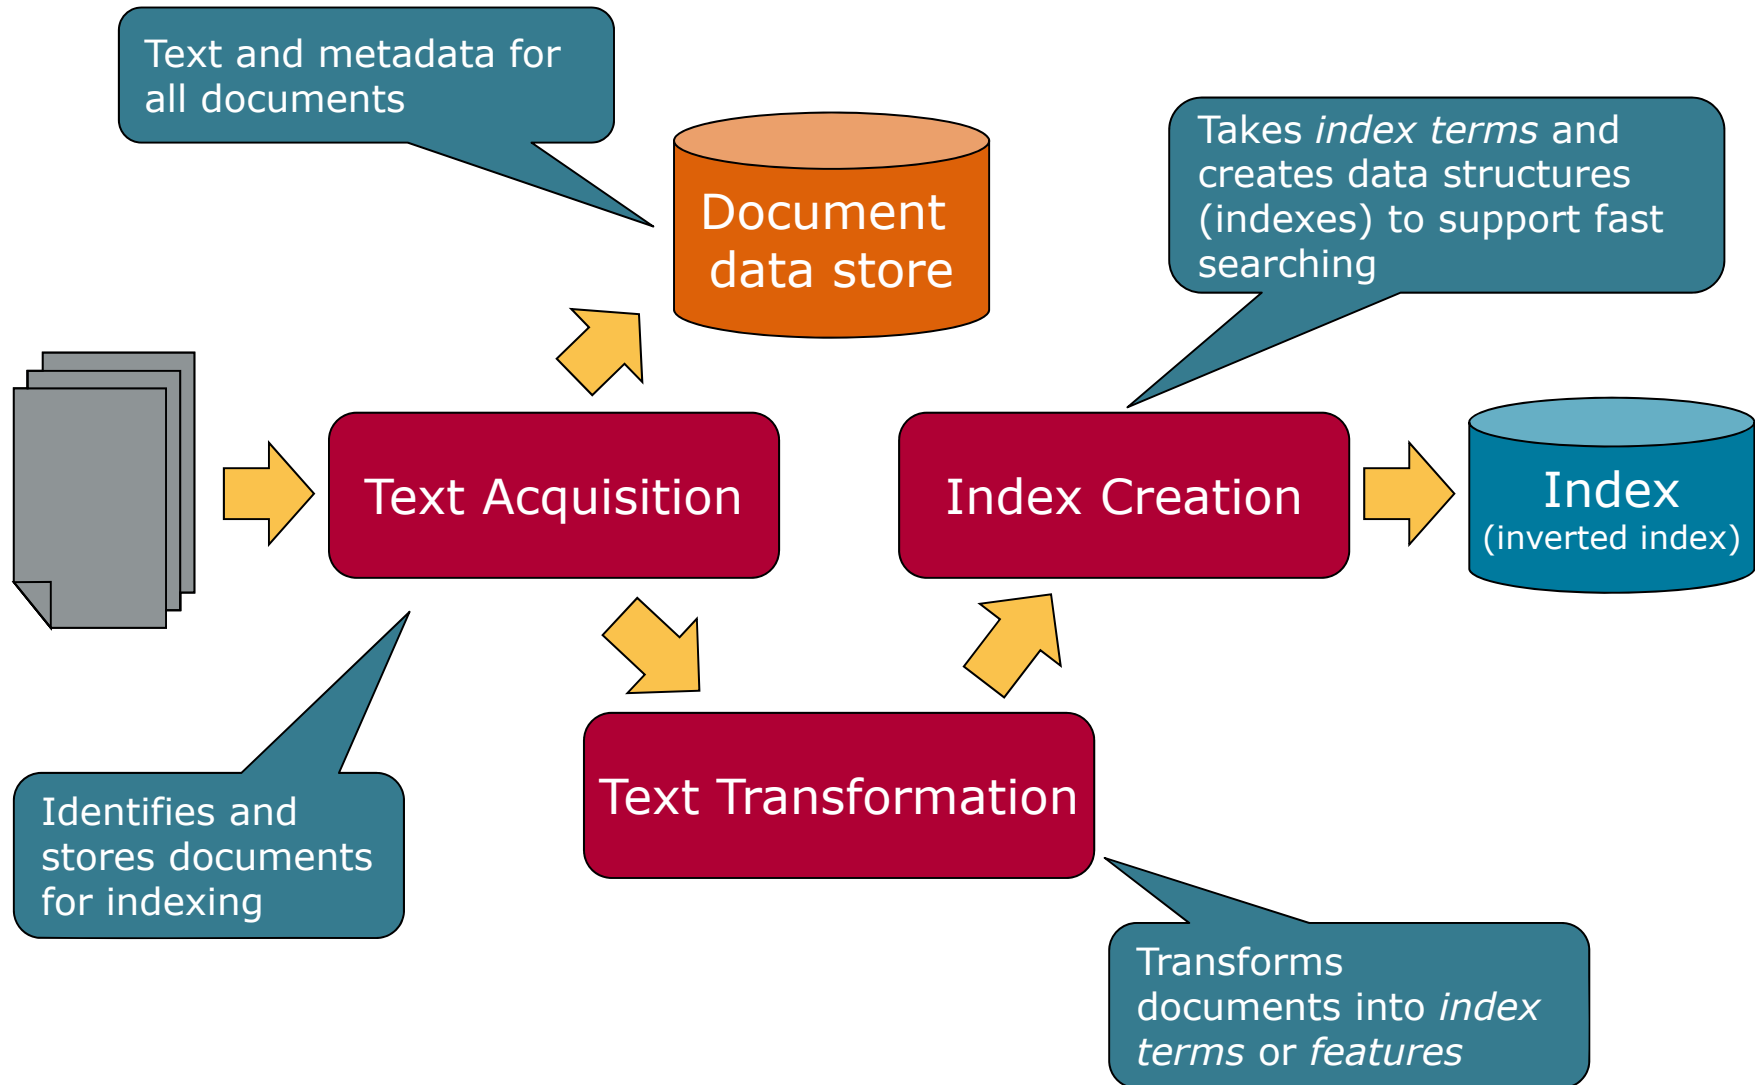 Text and metadata for
all documents
Document
data store
Takes index terms and
creates data structures
(indexes) to support fast
searching
Text Acquisition
Index Creation
Index
(inverted index)
Text Transformation
Identifies and
stores documents
for indexing
Transforms
documents into index
terms or features